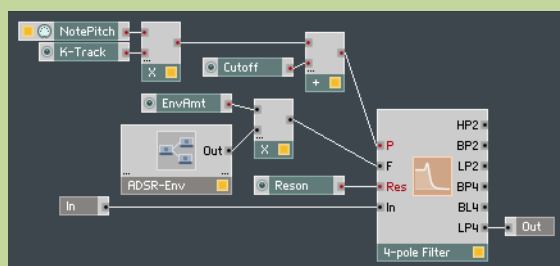 NotePitch
K-Track
...
X
Cutoff
...
+
EnvAmt
...
X
Out
... ...
ADSR-Env
Reson
In
P
F
Res
In
HP2
BP2
LP2
BP4
BL4
LP4
4-pole Filter
Out